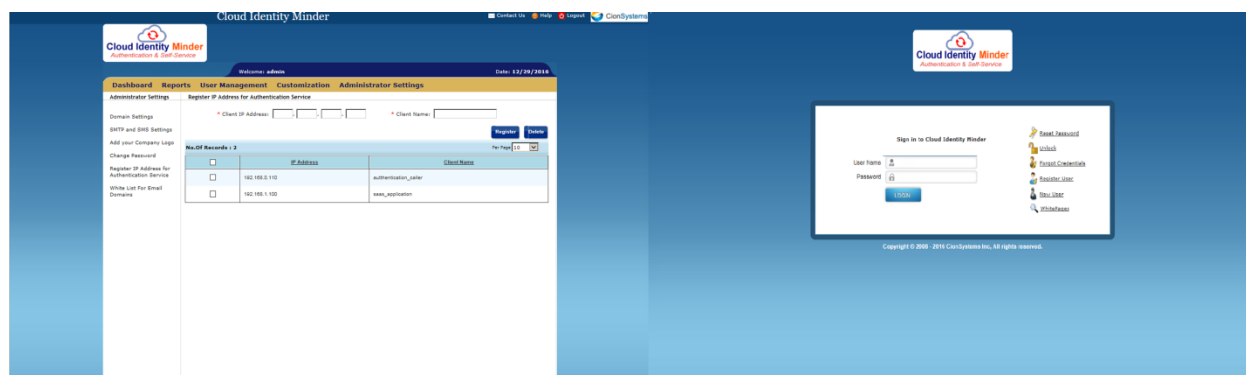 Cloud Identity Minder
Contact Us Help Logout CionSystems
Cloud Identity Minder
Authentication & Self-Service
Welcome: admin Date: 12/29/2016
Dashboard Reports User Management Customization Administrator Settings
Administrator Settings Register IP Address for Authentication Service
* Client IP Address: . . . * Client Name:
Domain Settings
SMTP and SMS Settings
Add your Company Logo
Change Password
Register IP Address for
Authentication Service
White List For Email
Domains
Register Delete
No.Of Records : 2 Per Page 10
IP Address Client Name
192.168.0.110 authentication_caller
192.168.1.100 saas_application
Cloud Identity Minder
Authentication & Self-Service
Sign in to Cloud Identity Minder
User Name
Password
LOGIN
Reset Password
Unlock
Forgot Credentials
Register User
New User
WhitePages
Copyright © 2008 - 2016 CionSystems Inc., All rights reserved.